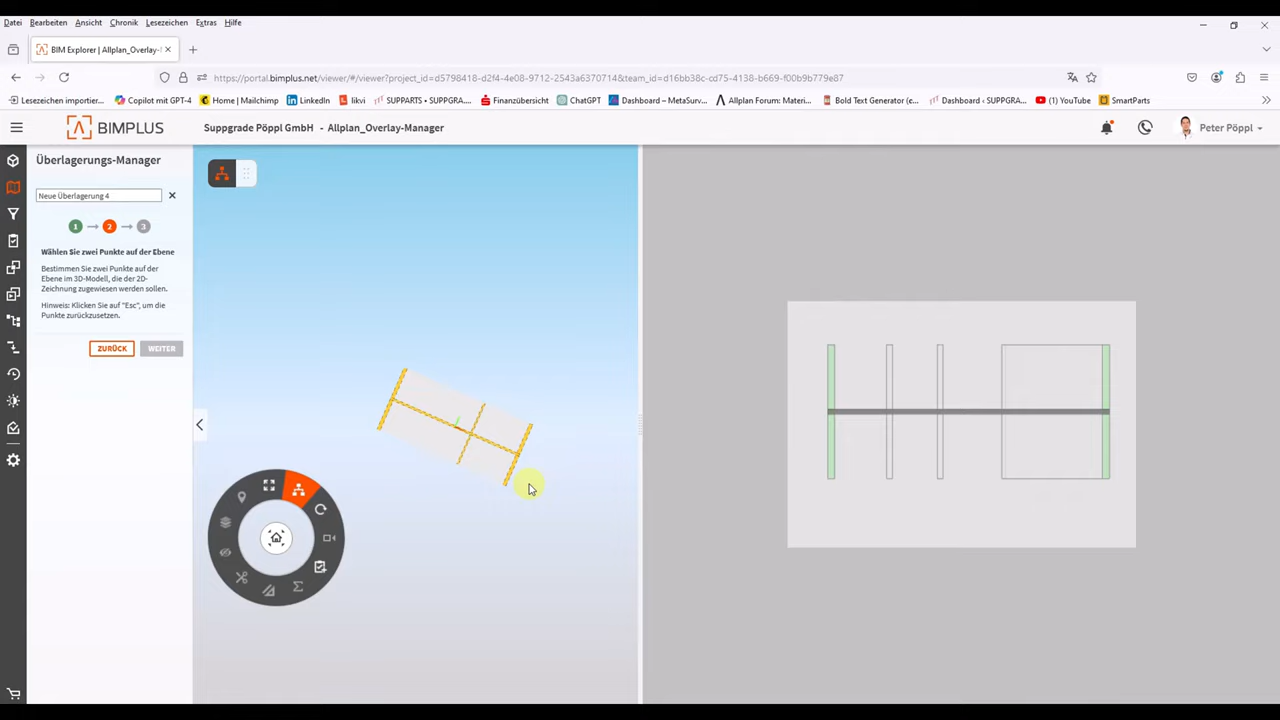 Datei Bearbeiten Ansicht Chronik Lesezeichen Extras Hilfe
BIM Explorer | Allplan_Overlay-
https://portal.bimplus.net/viewer/#/viewer?project_id=d5798418-d2f4-4e08-9712-2543a6370714&team_id=d16bb38c-cd75-4138-b669-f00b9b779e87
Lesezeichen importier... Copilot mit GPT-4 Home | Mailchimp LinkedIn likvi SUPPARTS • SUPPGRA... Finanzübersicht ChatGPT Dashboard — MetaSurv... Allplan Forum: Materi... Bold Text Generator (c... Dashboard ‹ SUPPGRA... (1) YouTube SmartParts
BIMPLUS Suppgrade Pöppl GmbH - Allplan_Overlay-Manager Peter Pöppl
Überlagerungs-Manager
Neue Überlagerung 4
1 2 3
Wählen Sie zwei Punkte auf der Ebene
Bestimmen Sie zwei Punkte auf der
Ebene im 3D-Modell, die der 2D-
Zeichnung zugewiesen werden sollen.
Hinweis: Klicken Sie auf "Esc", um die
Punkte zurückzusetzen.
ZURÜCK WEITER